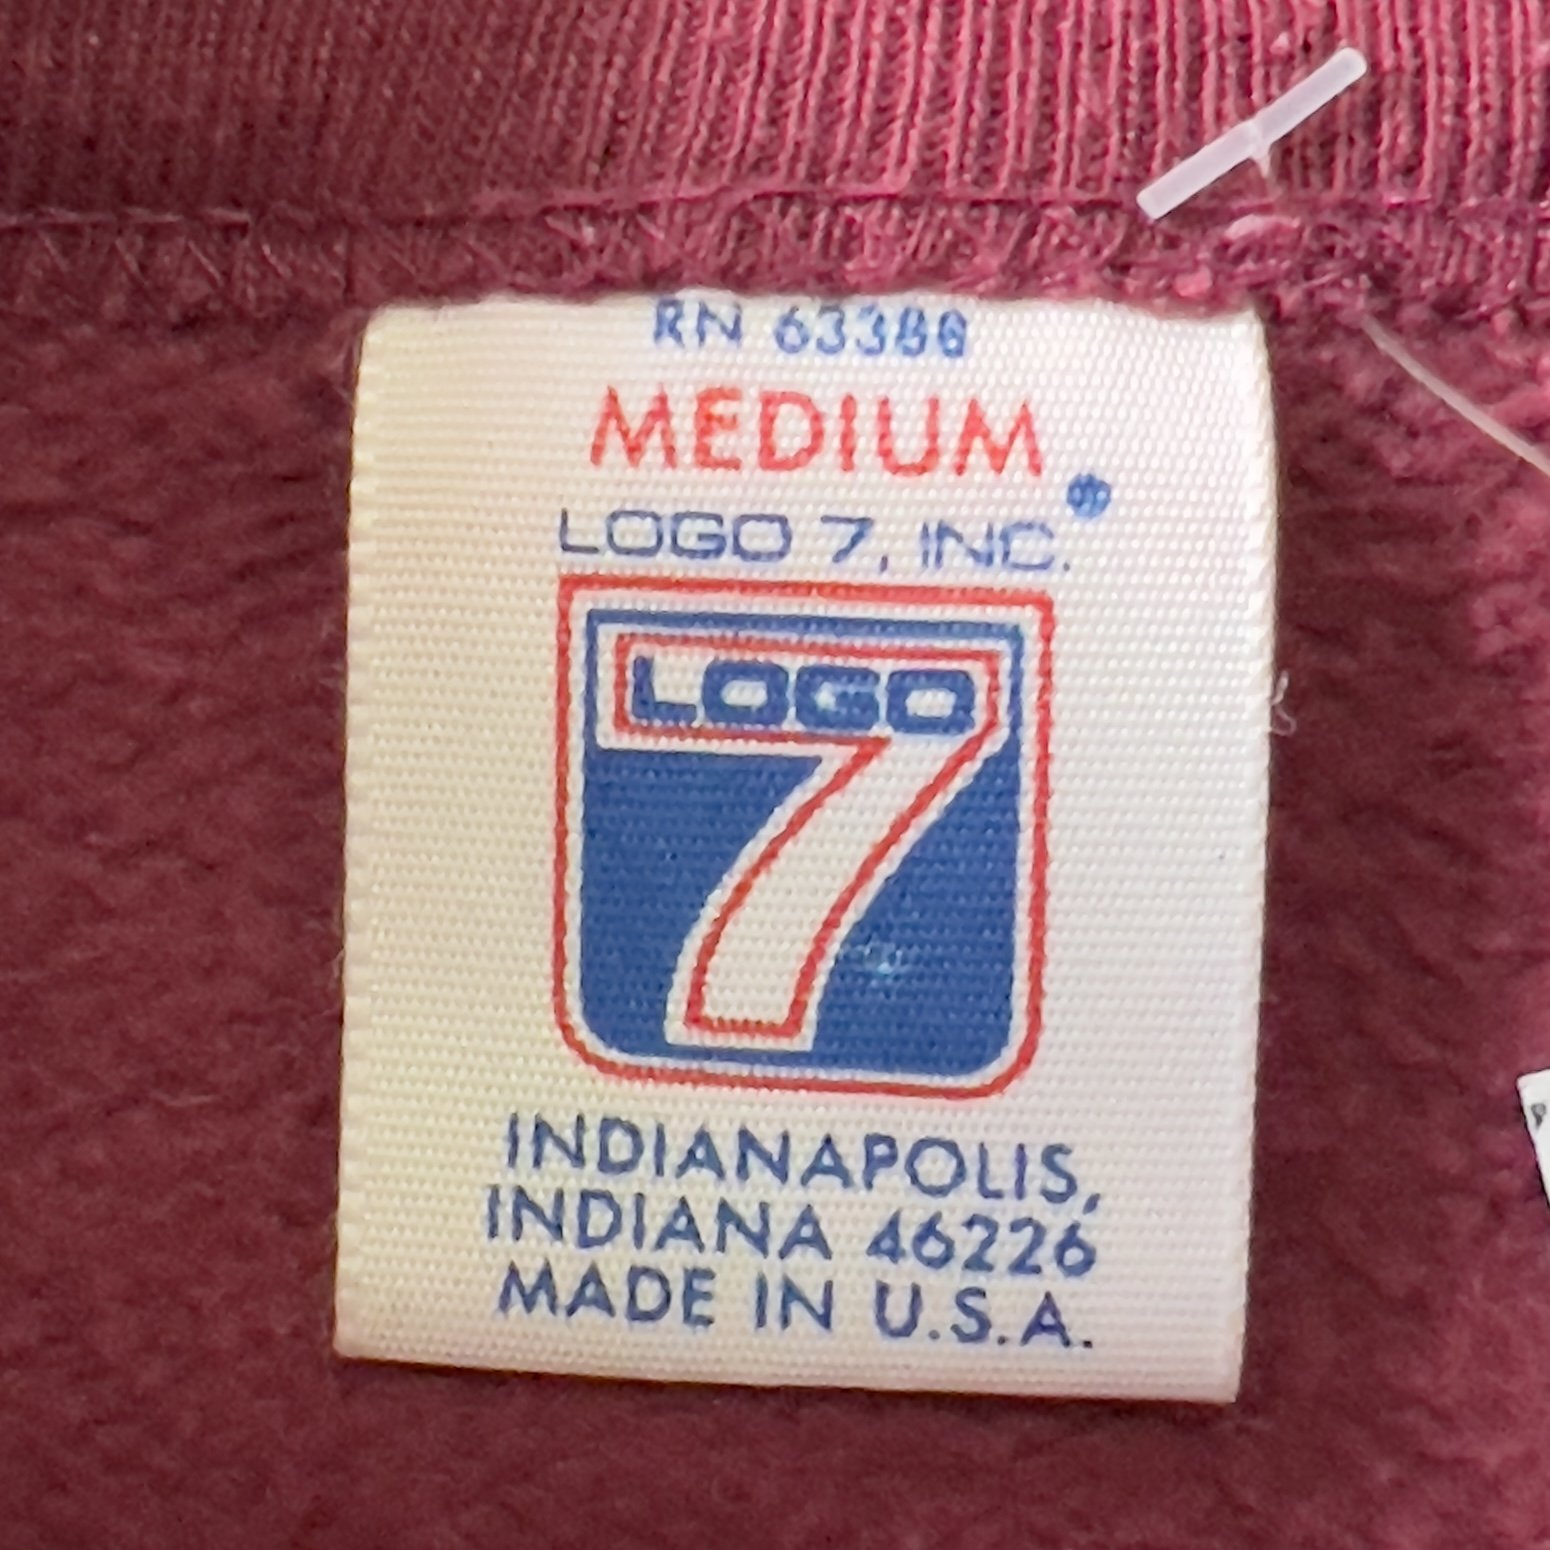 RN 63386
MEDIUM
LOGO 7, INC.®
LOGO
7
INDIANAPOLIS,
INDIANA 46226
MADE IN U.S.A.